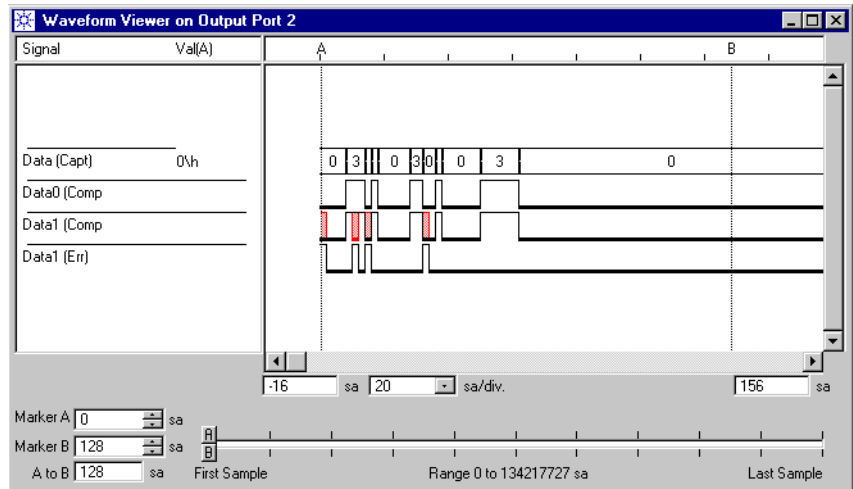 Waveform Viewer on Output Port 2
Signal Val(A) A B
Data (Capt) 0\h 0 3 0 3 0 0 3 0
Data0 (Comp
Data1 (Comp
Data1 (Err)
-16 sa 20 sa/div. 156 sa
Marker A 0 sa
A
Marker B 128 sa
B
A to B 128 sa First Sample Range 0 to 134217727 sa Last Sample